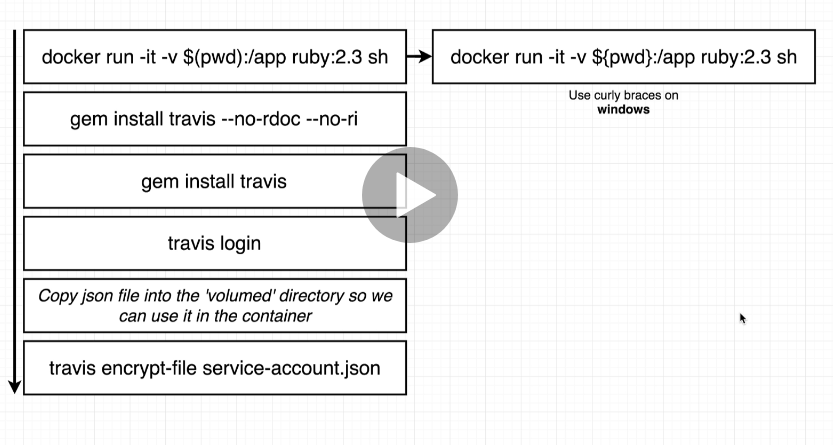 docker run -it -v $(pwd):/app ruby:2.3 sh
docker run -it -v ${pwd}:/app ruby:2.3 sh
Use curly braces on
windows
gem install travis --no-rdoc --no-ri
gem install travis
travis login
Copy json file into the 'volumed' directory so we
can use it in the container
travis encrypt-file service-account.json